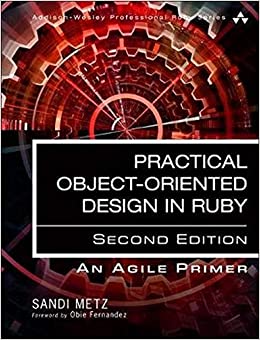 Addison-Wesley Professional Ruby Series
PRACTICAL
OBJECT-ORIENTED
DESIGN IN RUBY
SECOND EDITION
AN AGILE PRIMER
SANDI METZ
Foreword by Obie Fernandez